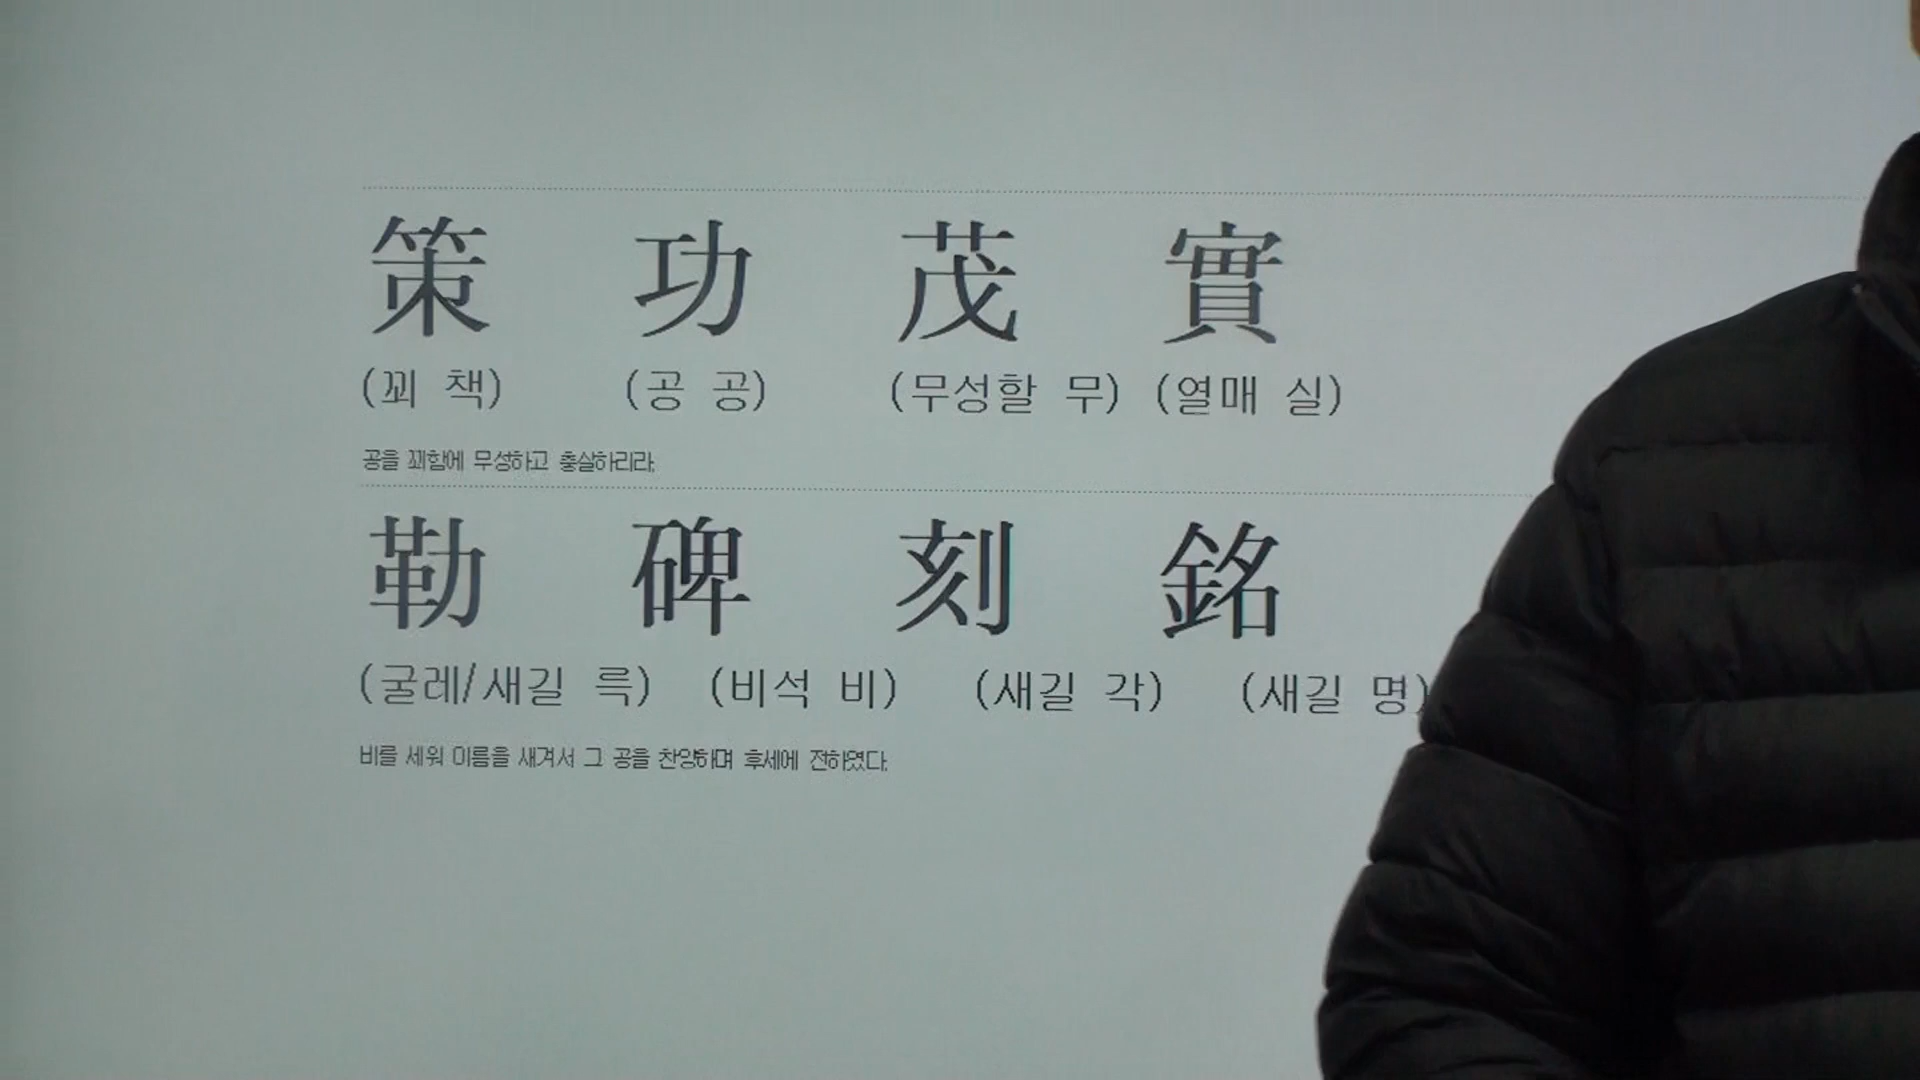 策 功 茂 實
(꾀 책) (공 공) (무성할 무) (열매 실)
공을 꾀함에 무성하고 충실하리라.
勒 碑 刻 銘
(굴레/새길 륵) (비석 비) (새길 각) (새길 명)
비를 세워 이름을 새겨서 그 공을 찬양하며 후세에 전하였다.